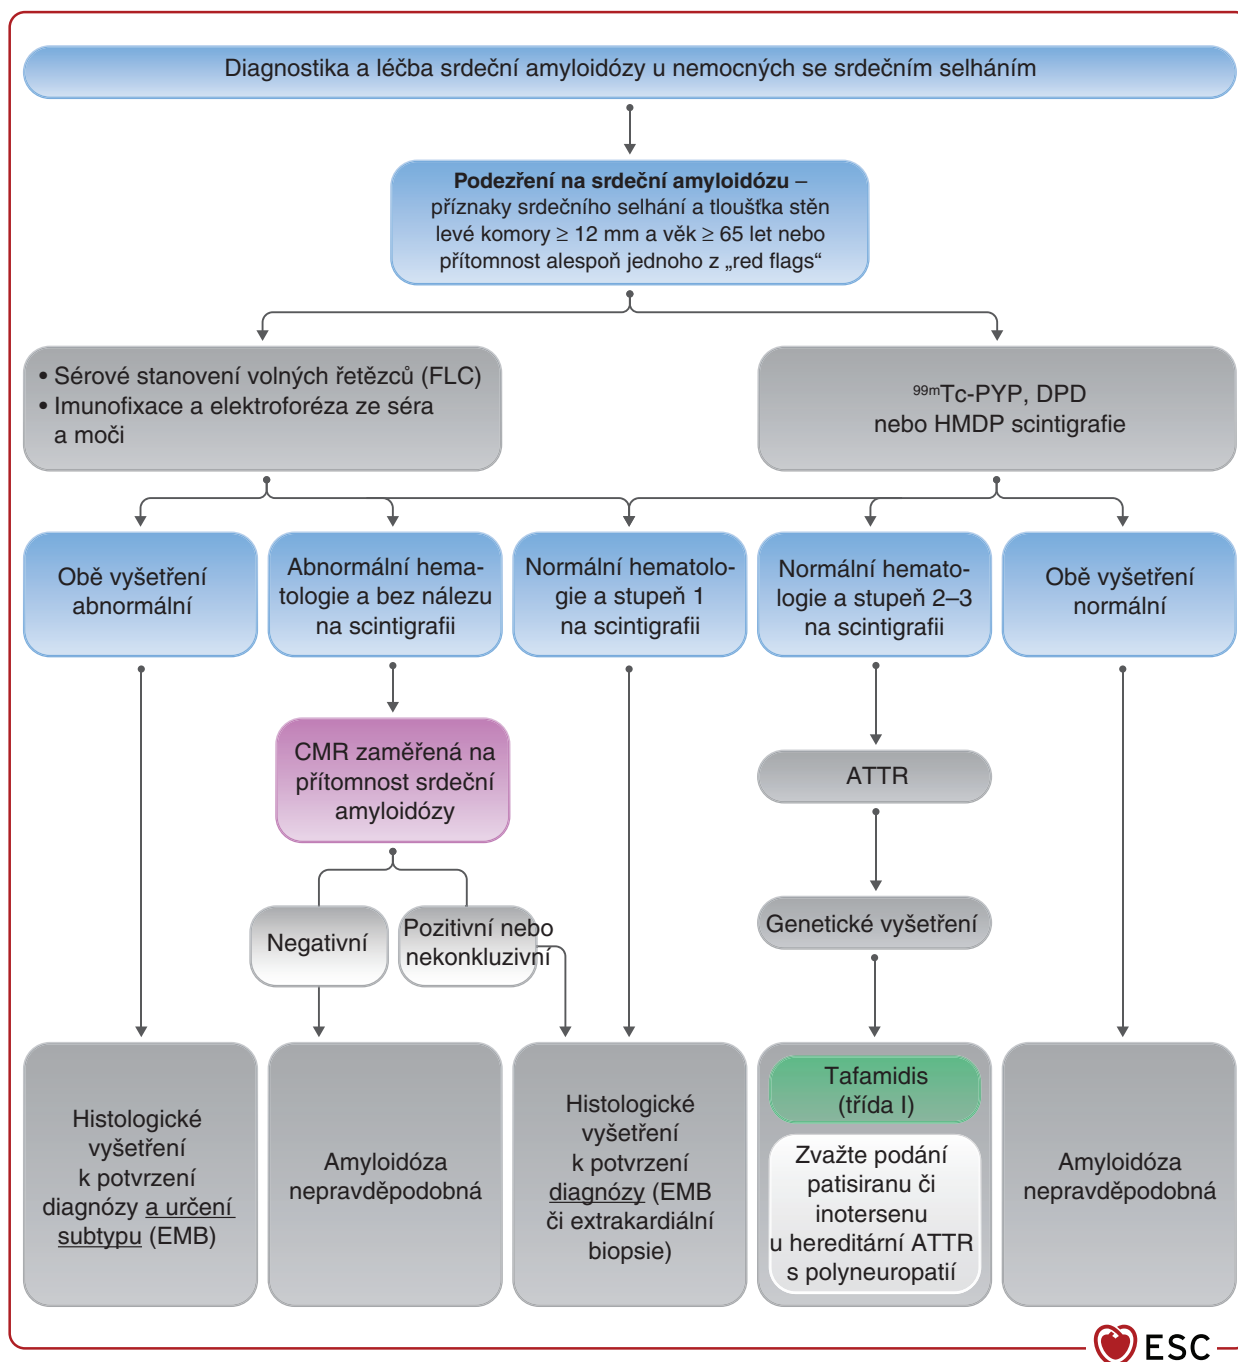 Diagnostika a léčba srdeční amyloidózy u nemocných se srdečním selháním
Podezření na srdeční amyloidózu –
příznaky srdečního selhání a tloušťka stěn
levé komory ≥ 12 mm a věk ≥ 65 let nebo
přítomnost alespoň jednoho z „red flags“
• Sérové stanovení volných řetězců (FLC)
• Imunofixace a elektroforéza ze séra
a moči
99mTc-PYP, DPD
nebo HMDP scintigrafie
Obě vyšetření
abnormální
Abnormální hema-
tologie a bez nálezu
na scintigrafii
Normální hematolo-
gie a stupeň 1
na scintigrafii
Normální hemato-
logie a stupeň 2–3
na scintigrafii
Obě vyšetření
normální
CMR zaměřená na
přítomnost srdeční
amyloidózy
ATTR
Negativní
Pozitivní nebo
nekonkluzivní
Genetické vyšetření
Histologické
vyšetření
k potvrzení
diagnózy a určení
subtypu (EMB)
Amyloidóza
nepravděpodobná
Histologické
vyšetření
k potvrzení
diagnózy (EMB
či extrakardiální
biopsie)
Tafamidis
(třída I)
Zvažte podání
patisiranu či
inotersenu
u hereditární ATTR
s polyneuropatií
Amyloidóza
nepravděpodobná
ESC